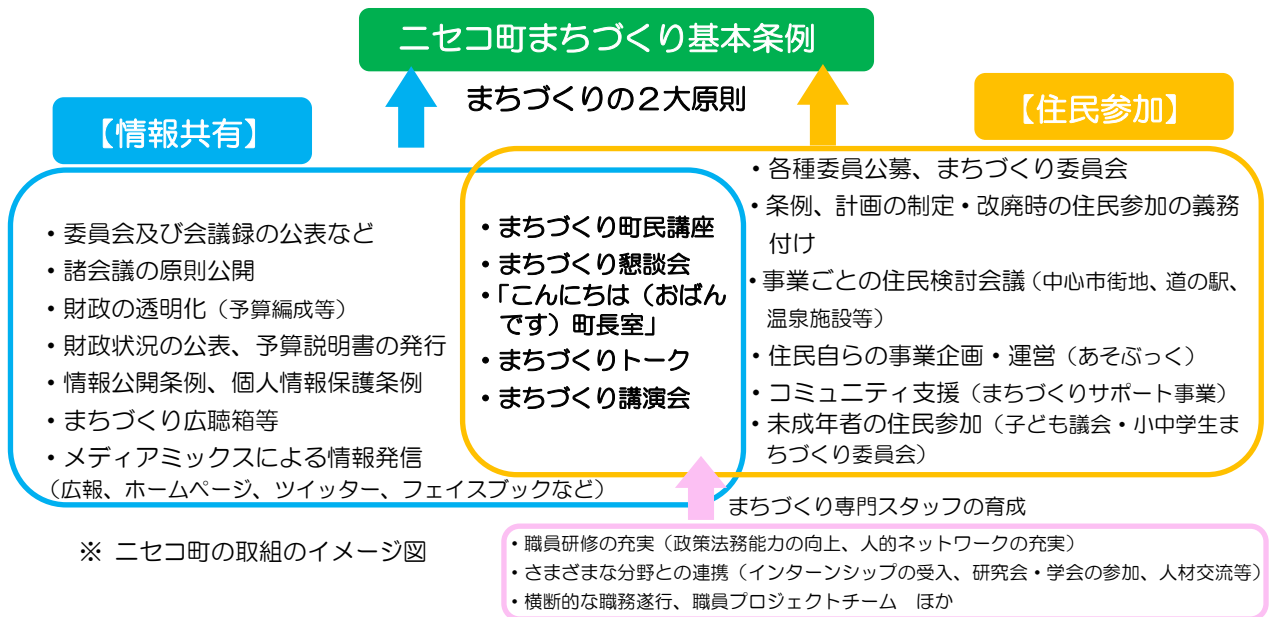 ニセコ町まちづくり基本条例
まちづくりの2大原則
【情報共有】
【住民参加】
・委員会及び会議録の公表など
・諸会議の原則公開
・財政の透明化（予算編成等）
・財政状況の公表、予算説明書の発行
・情報公開条例、個人情報保護条例
・まちづくり広聴箱等
・メディアミックスによる情報発信
（広報、ホームページ、ツイッター、フェイスブックなど）
・まちづくり町民講座
・まちづくり懇談会
・「こんにちは（おばん
です）町長室」
・まちづくりトーク
・まちづくり講演会
・各種委員公募、まちづくり委員会
・条例、計画の制定・改廃時の住民参加の義務
付け
・事業ごとの住民検討会議（中心市街地、道の駅、
温泉施設等）
・住民自らの事業企画・運営（あそぶっく）
・コミュニティ支援（まちづくりサポート事業）
・未成年者の住民参加（子ども議会・小中学生ま
ちづくり委員会）
まちづくり専門スタッフの育成
・職員研修の充実（政策法務能力の向上、人的ネットワークの充実）
・さまざまな分野との連携（インターンシップの受入、研究会・学会の参加、人材交流等）
・横断的な職務遂行、職員プロジェクトチーム　ほか
※ ニセコ町の取組のイメージ図